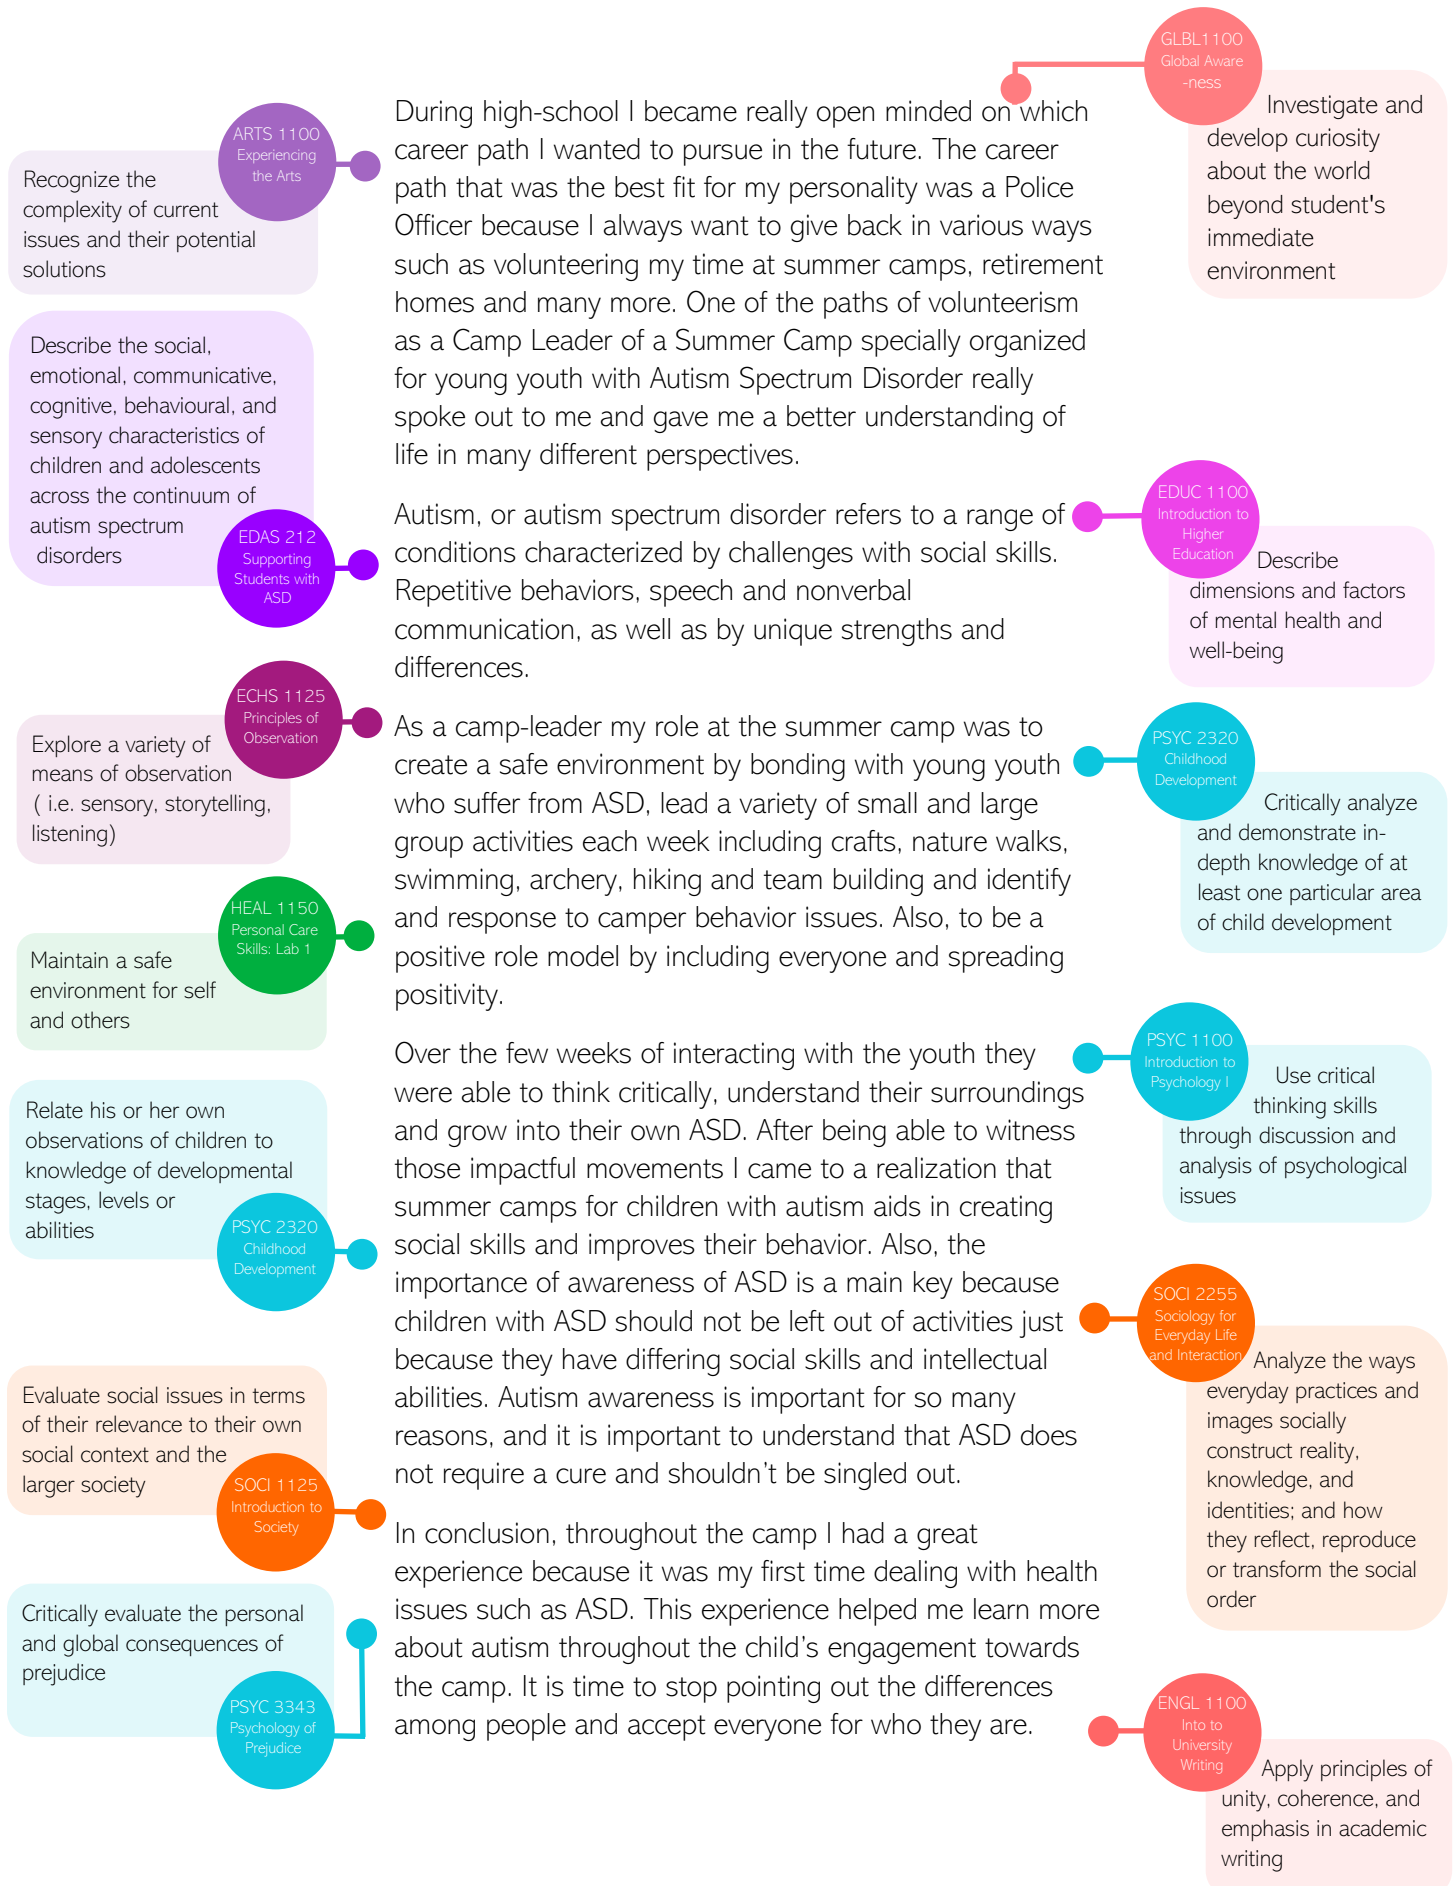 GLBL1100
Global Aware
-ness
Investigate and
develop curiosity
about the world
beyond student's
immediate
environment
ARTS 1100
Experiencing
the Arts
Recognize the
complexity of current
issues and their potential
solutions
During high-school I became really open minded on which
career path I wanted to pursue in the future. The career
path that was the best fit for my personality was a Police
Officer because I always want to give back in various ways
such as volunteering my time at summer camps, retirement
homes and many more. One of the paths of volunteerism
as a Camp Leader of a Summer Camp specially organized
for young youth with Autism Spectrum Disorder really
spoke out to me and gave me a better understanding of
life in many different perspectives.
Describe the social,
emotional, communicative,
cognitive, behavioural, and
sensory characteristics of
children and adolescents
across the continuum of
autism spectrum
disorders
EDAS 212
Supporting
Students with
ASD
EDUC 1100
Introduction to
Higher
Education
Describe
dimensions and factors
of mental health and
well-being
Autism, or autism spectrum disorder refers to a range of
conditions characterized by challenges with social skills.
Repetitive behaviors, speech and nonverbal
communication, as well as by unique strengths and
differences.
ECHS 1125
Principles of
Observation
Explore a variety of
means of observation
( i.e. sensory, storytelling,
listening)
PSYC 2320
Childhood
Development
Critically analyze
and demonstrate in-
depth knowledge of at
least one particular area
of child development
As a camp-leader my role at the summer camp was to
create a safe environment by bonding with young youth
who suffer from ASD, lead a variety of small and large
group activities each week including crafts, nature walks,
swimming, archery, hiking and team building and identify
and response to camper behavior issues. Also, to be a
positive role model by including everyone and spreading
positivity.
HEAL 1150
Personal Care
Skills: Lab 1
Maintain a safe
environment for self
and others
PSYC 1100
Introduction to
Psychology I
Use critical
thinking skills
through discussion and
analysis of psychological
issues
Over the few weeks of interacting with the youth they
were able to think critically, understand their surroundings
and grow into their own ASD. After being able to witness
those impactful movements I came to a realization that
summer camps for children with autism aids in creating
social skills and improves their behavior. Also, the
importance of awareness of ASD is a main key because
children with ASD should not be left out of activities just
because they have differing social skills and intellectual
abilities. Autism awareness is important for so many
reasons, and it is important to understand that ASD does
not require a cure and shouldn't be singled out.
Relate his or her own
observations of children to
knowledge of developmental
stages, levels or
abilities
PSYC 2320
Childhood
Development
SOCI 2255
Sociology for
Everyday Life
and Interaction
Analyze the ways
everyday practices and
images socially
construct reality,
knowledge, and
identities; and how
they reflect, reproduce
or transform the social
order
Evaluate social issues in terms
of their relevance to their own
social context and the
larger society
SOCI 1125
Introduction to
Society
In conclusion, throughout the camp I had a great
experience because it was my first time dealing with health
issues such as ASD. This experience helped me learn more
about autism throughout the child's engagement towards
the camp. It is time to stop pointing out the differences
among people and accept everyone for who they are.
Critically evaluate the personal
and global consequences of
prejudice
PSYC 3343
Psychology of
Prejudice
ENGL 1100
Into to
University
Writing
Apply principles of
unity, coherence, and
emphasis in academic
writing